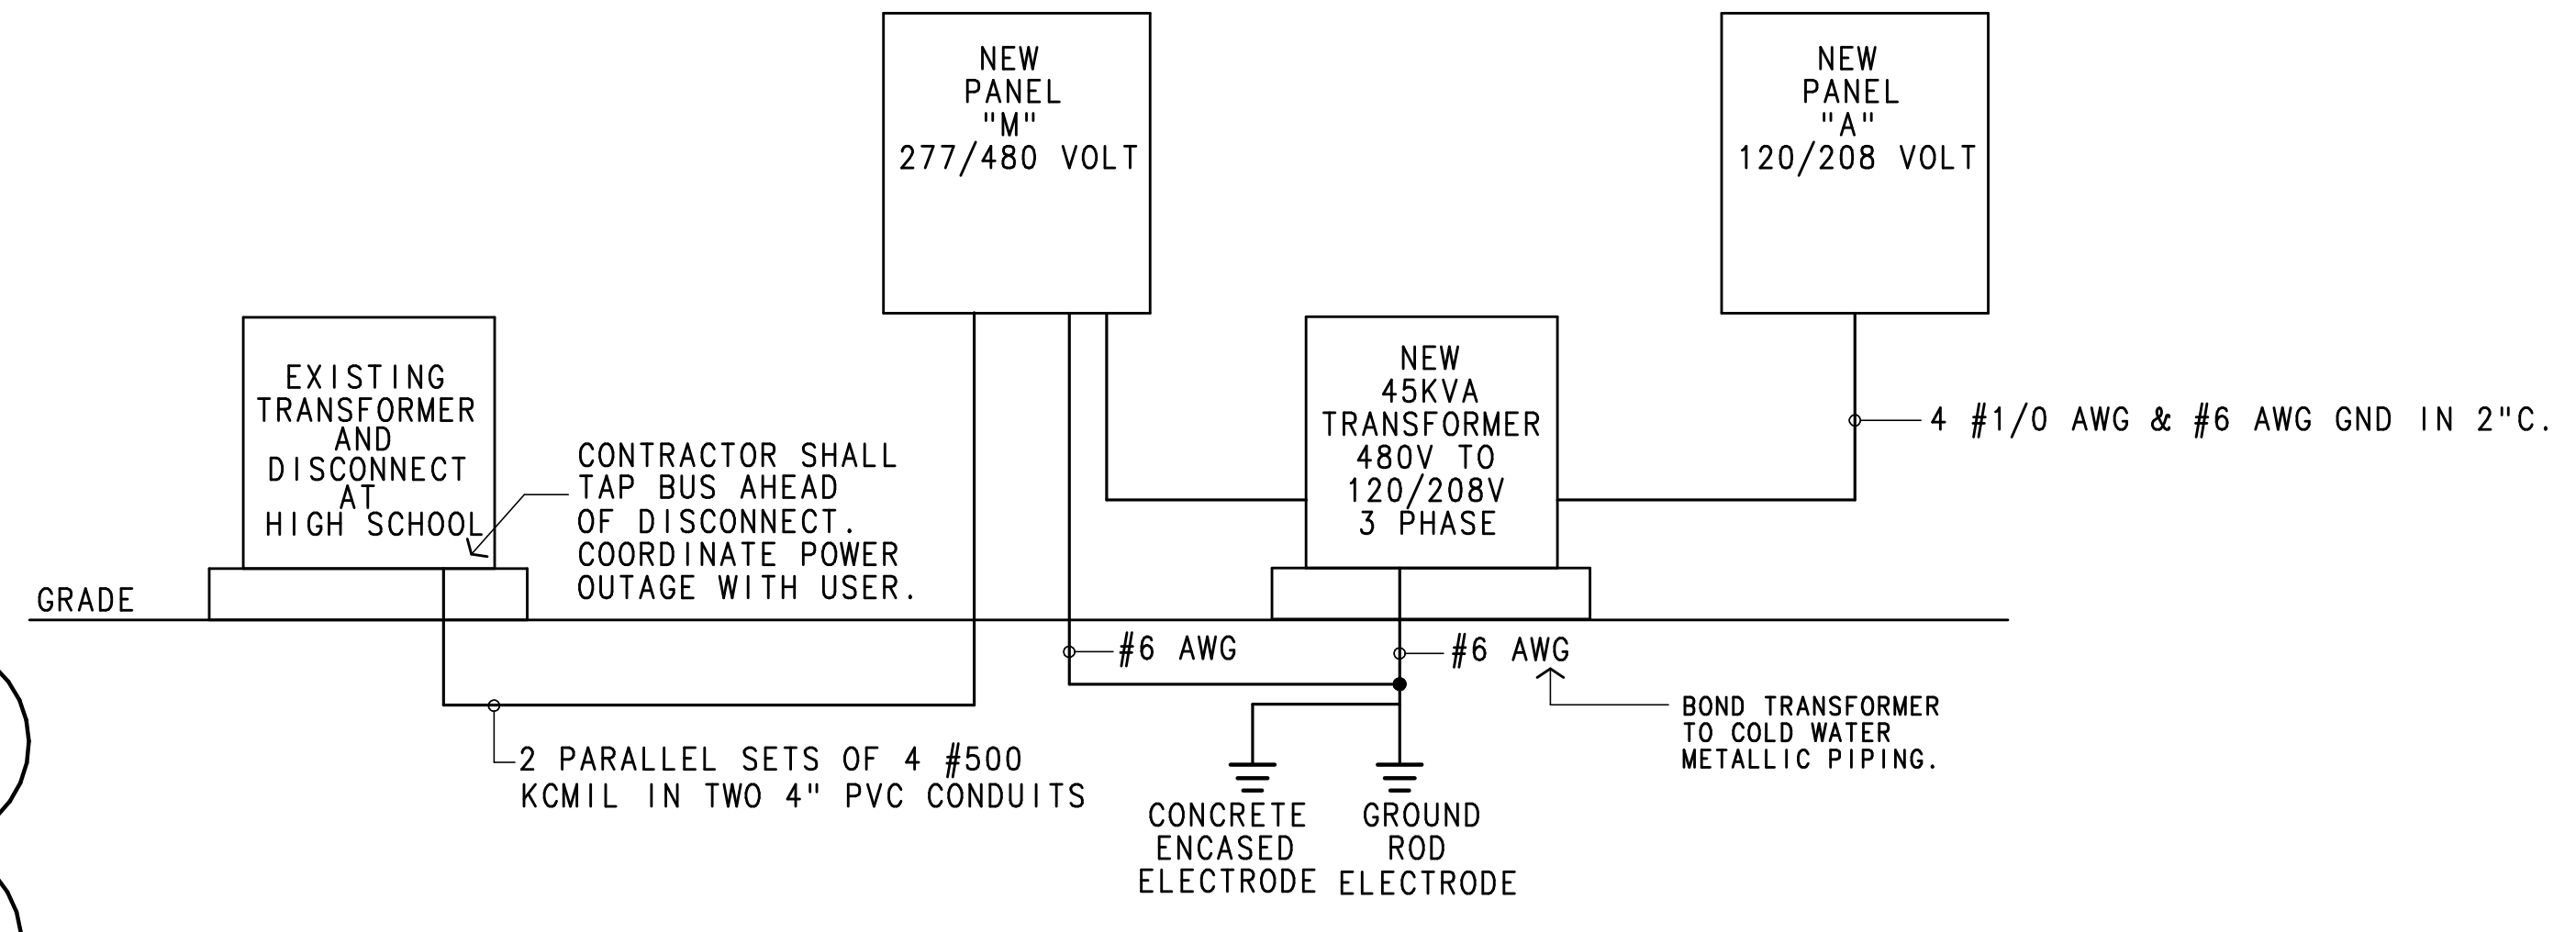 NEW
PANEL
"M"
277/480 VOLT
NEW
PANEL
"A"
120/208 VOLT
EXISTING
TRANSFORMER
AND
DISCONNECT
AT
HIGH SCHOOL
CONTRACTOR SHALL
TAP BUS AHEAD
OF DISCONNECT.
COORDINATE POWER
OUTAGE WITH USER.
NEW
45KVA
TRANSFORMER
480V TO
120/208V
3 PHASE
4 #1/0 AWG & #6 AWG GND IN 2"C.
GRADE
#6 AWG
#6 AWG
BOND TRANSFORMER
TO COLD WATER
METALLIC PIPING.
2 PARALLEL SETS OF 4 #500
KCMIL IN TWO 4" PVC CONDUITS
CONCRETE
ENCASED
ELECTRODE
GROUND
ROD
ELECTRODE